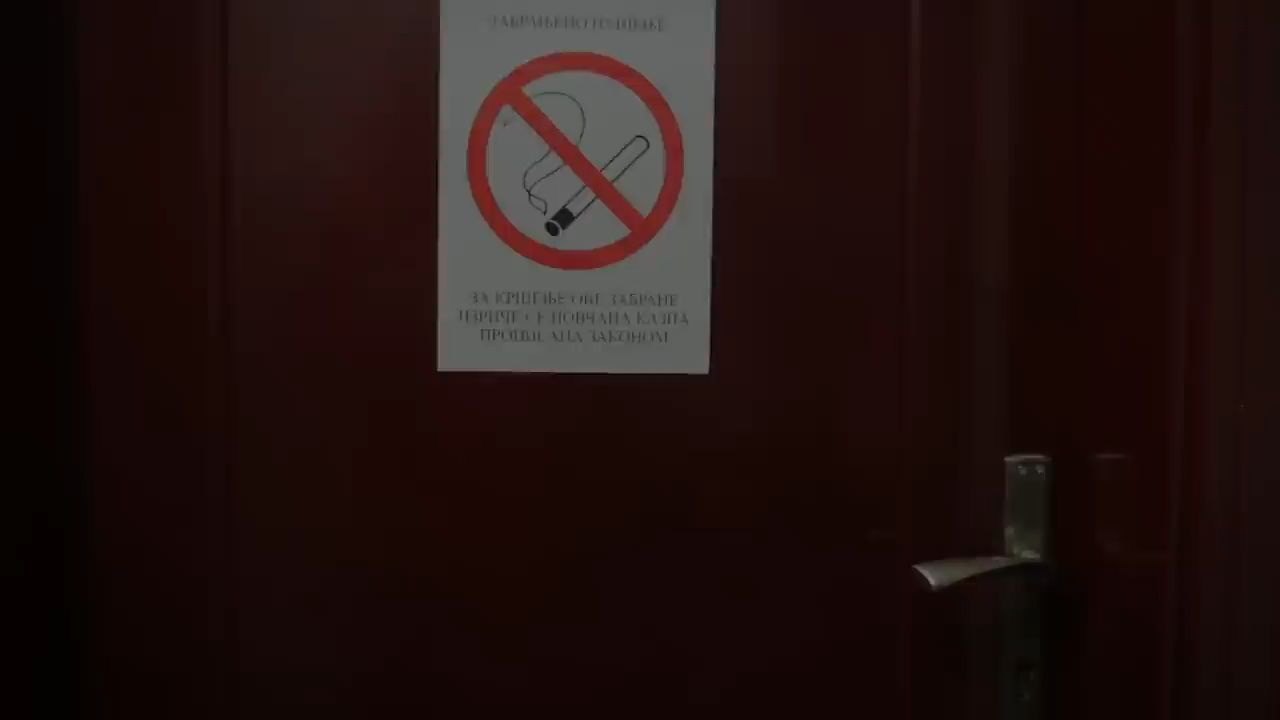 ЗАБРАЊЕНО ПУШЕЊЕ
ЗА КРШЕЊЕ ОВЕ ЗАБРАНЕ
ИЗРИЧЕ СЕ НОВЧАНА КАЗНА
ПРОПИСАНА ЗАКОНОМ